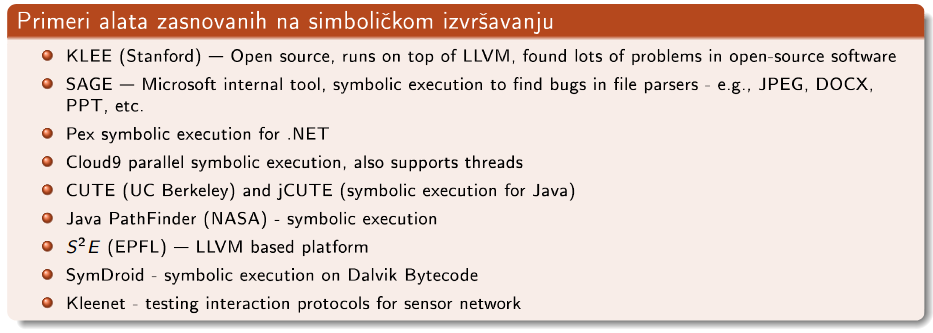 Primeri alata zasnovanih na simboličkom izvršavanju
KLEE (Stanford) — Open source, runs on top of LLVM, found lots of problems in open-source software
SAGE — Microsoft internal tool, symbolic execution to find bugs in file parsers - e.g., JPEG, DOCX,
PPT, etc.
Pex symbolic execution for .NET
Cloud9 parallel symbolic execution, also supports threads
CUTE (UC Berkeley) and jCUTE (symbolic execution for Java)
Java PathFinder (NASA) - symbolic execution
S²E (EPFL) — LLVM based platform
SymDroid - symbolic execution on Dalvik Bytecode
Kleenet - testing interaction protocols for sensor network